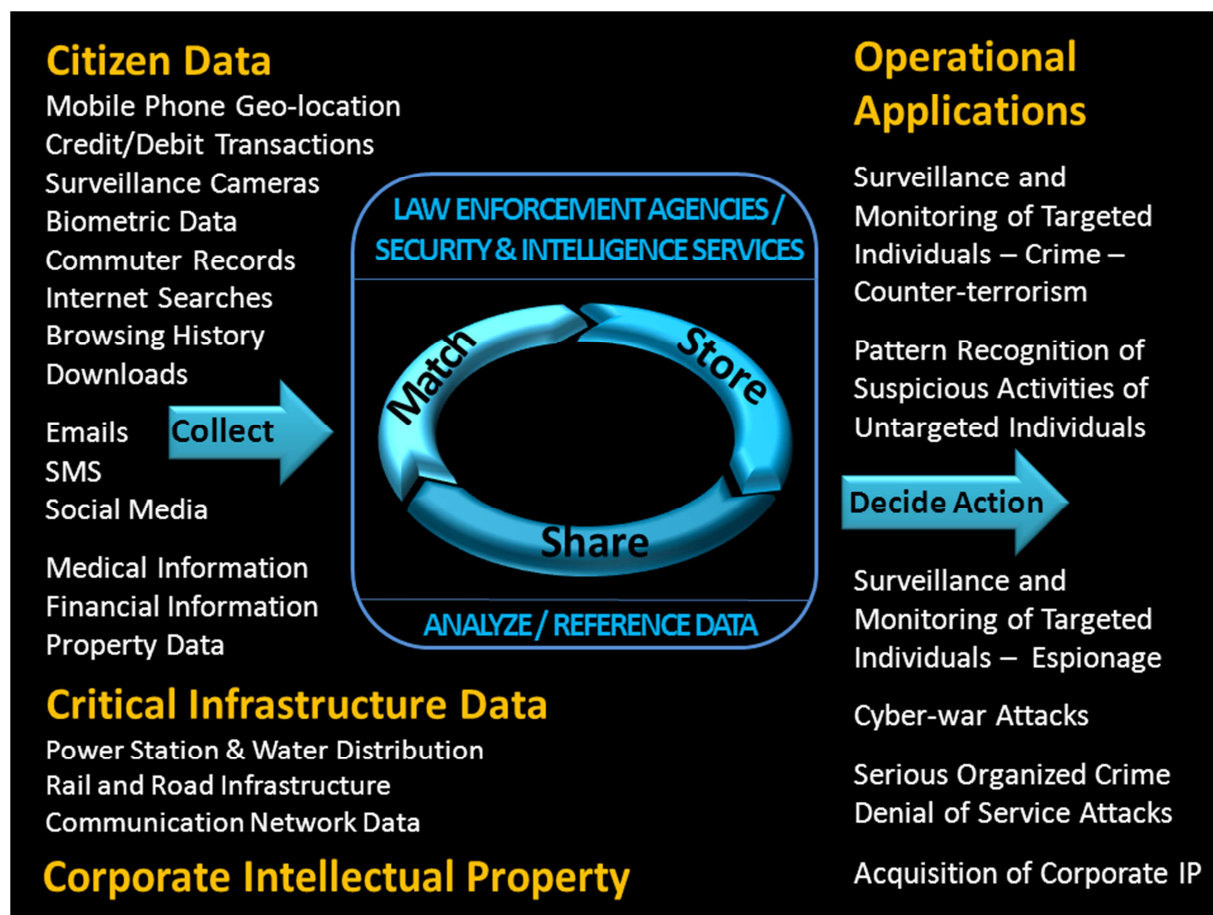 Citizen Data
Mobile Phone Geo-location
Credit/Debit Transactions
Surveillance Cameras
Biometric Data
Commuter Records
Internet Searches
Browsing History
Downloads
Emails
SMS
Social Media
Medical Information
Financial Information
Property Data
Critical Infrastructure Data
Power Station & Water Distribution
Rail and Road Infrastructure
Communication Network Data
Corporate Intellectual Property
Collect
LAW ENFORCEMENT AGENCIES /
SECURITY & INTELLIGENCE SERVICES
Match
Store
Share
ANALYZE / REFERENCE DATA
Operational
Applications
Surveillance and
Monitoring of Targeted
Individuals – Crime –
Counter-terrorism
Pattern Recognition of
Suspicious Activities of
Untargeted Individuals
Decide Action
Surveillance and
Monitoring of Targeted
Individuals – Espionage
Cyber-war Attacks
Serious Organized Crime
Denial of Service Attacks
Acquisition of Corporate IP